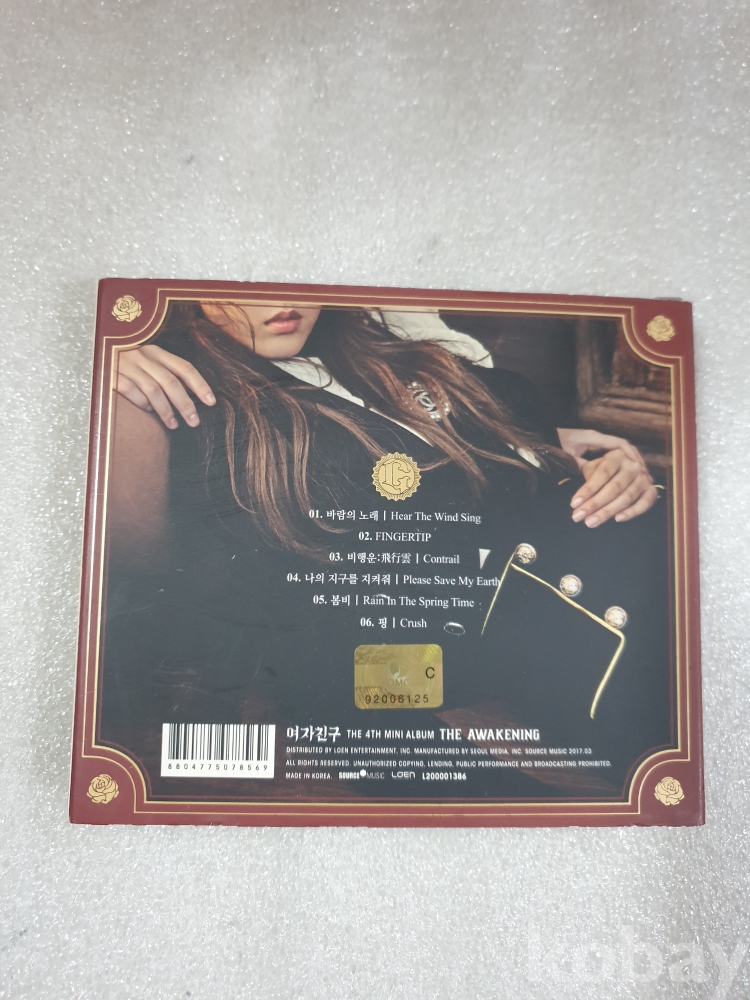 G
01. 바람의 노래 | Hear The Wind Sing
02. FINGERTIP
03. 비행운:飛行雲 | Contrail
04. 나의 지구를 지켜줘 | Please Save My Earth
05. 봄비 | Rain In The Spring Time
06. 핑 | Crush
C
92006125
8804775078569
여자친구 THE 4TH MINI ALBUM THE AWAKENING
DISTRIBUTED BY LOEN ENTERTAINMENT, INC. MANUFACTURED BY SEOUL MEDIA, INC. SOURCE MUSIC 2017.03
ALL RIGHTS RESERVED. UNAUTHORIZED COPYING, LENDING, PUBLIC PERFORMANCE AND BROADCASTING PROHIBITED.
MADE IN KOREA. SOURCE MUSIC LOEN L200001386
kobay